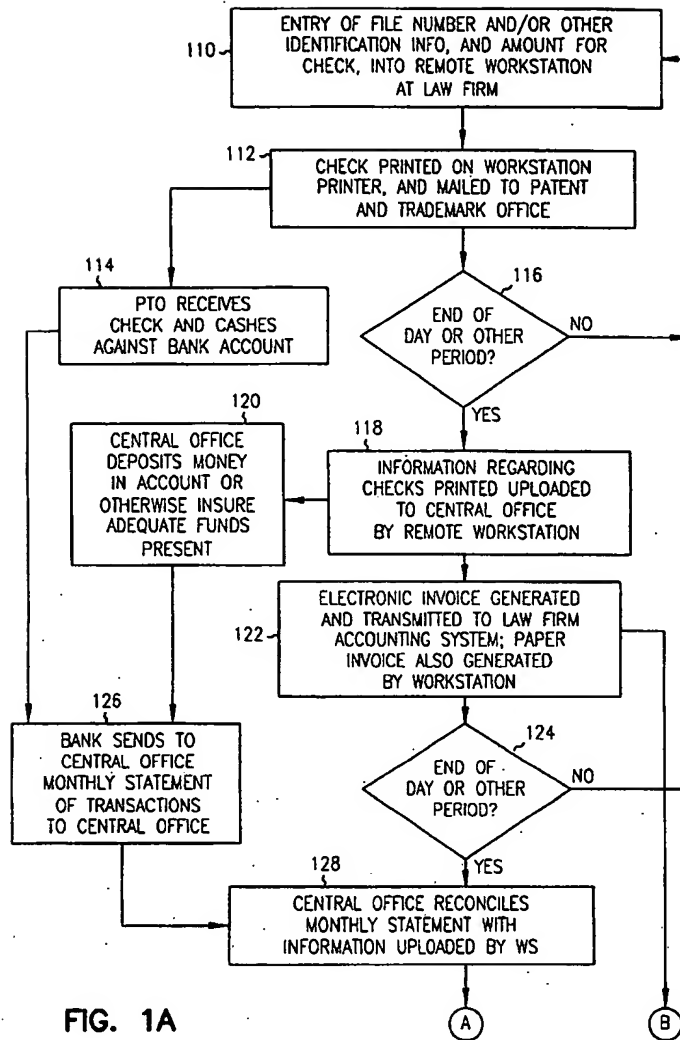 110
ENTRY OF FILE NUMBER AND/OR OTHER
IDENTIFICATION INFO, AND AMOUNT FOR
CHECK, INTO REMOTE WORKSTATION
AT LAW FIRM
112
CHECK PRINTED ON WORKSTATION
PRINTER, AND MAILED TO PATENT
AND TRADEMARK OFFICE
114
PTO RECEIVES
CHECK AND CASHES
AGAINST BANK ACCOUNT
116
END OF
DAY OR OTHER
PERIOD?
NO
YES
120
CENTRAL OFFICE
DEPOSITS MONEY
IN ACCOUNT OR
OTHERWISE INSURE
ADEQUATE FUNDS
PRESENT
118
INFORMATION REGARDING
CHECKS PRINTED UPLOADED
TO CENTRAL OFFICE
BY REMOTE WORKSTATION
122
ELECTRONIC INVOICE GENERATED
AND TRANSMITTED TO LAW FIRM
ACCOUNTING SYSTEM; PAPER
INVOICE ALSO GENERATED
BY WORKSTATION
126
BANK SENDS TO
CENTRAL OFFICE
MONTHLY STATEMENT
OF TRANSACTIONS
TO CENTRAL OFFICE
124
END OF
DAY OR OTHER
PERIOD?
NO
YES
128
CENTRAL OFFICE RECONCILES
MONTHLY STATEMENT WITH
INFORMATION UPLOADED BY WS
FIG. 1A
A
B